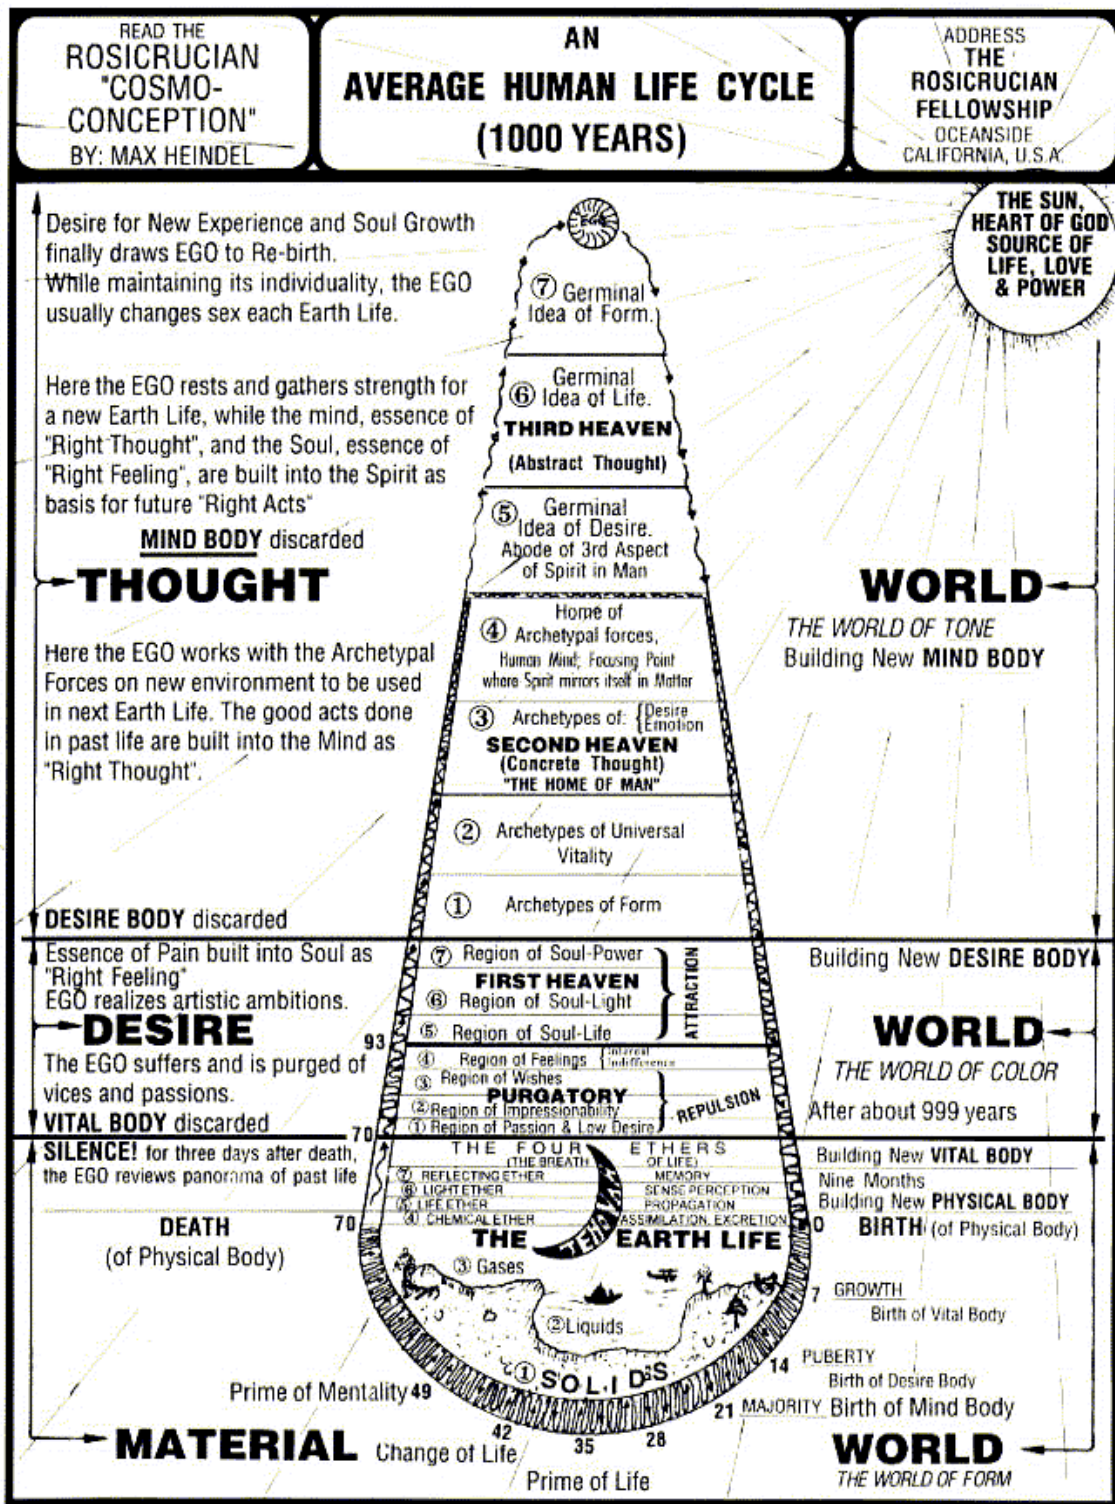 READ THE
ROSICRUCIAN
"COSMO-
CONCEPTION"
BY: MAX HEINDEL
AN
AVERAGE HUMAN LIFE CYCLE
(1000 YEARS)
ADDRESS
THE
ROSICRUCIAN
FELLOWSHIP
OCEANSIDE
CALIFORNIA, U.S.A.
THE SUN,
HEART OF GOD
SOURCE OF
LIFE, LOVE
& POWER
Desire for New Experience and Soul Growth
finally draws EGO to Re-birth.
While maintaining its individuality, the EGO
usually changes sex each Earth Life.
Here the EGO rests and gathers strength for
a new Earth Life, while the mind, essence of
"Right Thought", and the Soul, essence of
"Right Feeling", are built into the Spirit as
basis for future "Right Acts"
MIND BODY discarded
THOUGHT
Here the EGO works with the Archetypal
Forces on new environment to be used
in next Earth Life. The good acts done
in past life are built into the Mind as
"Right Thought".
DESIRE BODY discarded
EGO
⑦ Germinal
Idea of Form.
Germinal
⑥ Idea of Life.
THIRD HEAVEN
(Abstract Thought)
Germinal
⑤ Idea of Desire.
Abode of 3rd Aspect
of Spirit in Man
Home of
④ Archetypal forces,
Human Mind; Focusing Point
where Spirit mirrors itself in Matter
③ Archetypes of: { Desire
Emotion
SECOND HEAVEN
(Concrete Thought)
"THE HOME OF MAN"
② Archetypes of Universal
Vitality
① Archetypes of Form
WORLD
THE WORLD OF TONE
Building New MIND BODY
Essence of Pain built into Soul as
"Right Feeling"
EGO realizes artistic ambitions.
DESIRE
The EGO suffers and is purged of
vices and passions.
VITAL BODY discarded
⑦ Region of Soul-Power
FIRST HEAVEN
⑥ Region of Soul-Light
⑤ Region of Soul-Life
ATTRACTION
93
④ Region of Feelings { Interest
Indifference
③ Region of Wishes
PURGATORY
② Region of Impressionability
① Region of Passion & Low Desire
REPULSION
70
Building New DESIRE BODY
WORLD
THE WORLD OF COLOR
After about 999 years
SILENCE! for three days after death,
the EGO reviews panorama of past life
DEATH
(of Physical Body)
70
THE FOUR ETHERS
(THE BREATH OF LIFE)
⑦ REFLECTING ETHER MEMORY
⑥ LIGHT ETHER SENSE PERCEPTION
⑤ LIFE ETHER PROPAGATION
④ CHEMICAL ETHER ASSIMILATION, EXCRETION
THE EARTH LIFE
③ Gases
②Liquids
① SOLIDS
Building New VITAL BODY
Nine Months
Building New PHYSICAL BODY
0 BIRTH (of Physical Body)
7 GROWTH
Birth of Vital Body
14 PUBERTY
Birth of Desire Body
21 MAJORITY Birth of Mind Body
28
35
Prime of Life
42
Change of Life
Prime of Mentality 49
MATERIAL
WORLD
THE WORLD OF FORM